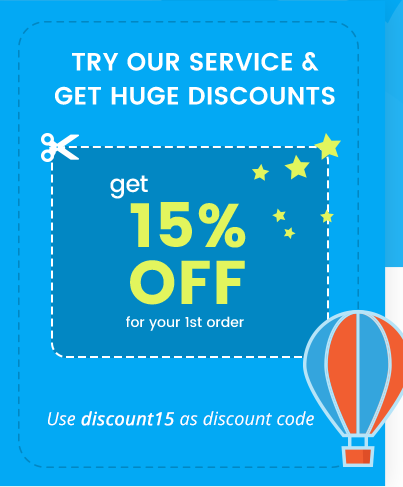 TRY OUR SERVICE &
GET HUGE DISCOUNTS
get
15%
OFF
for your 1st order
Use discount15 as discount code